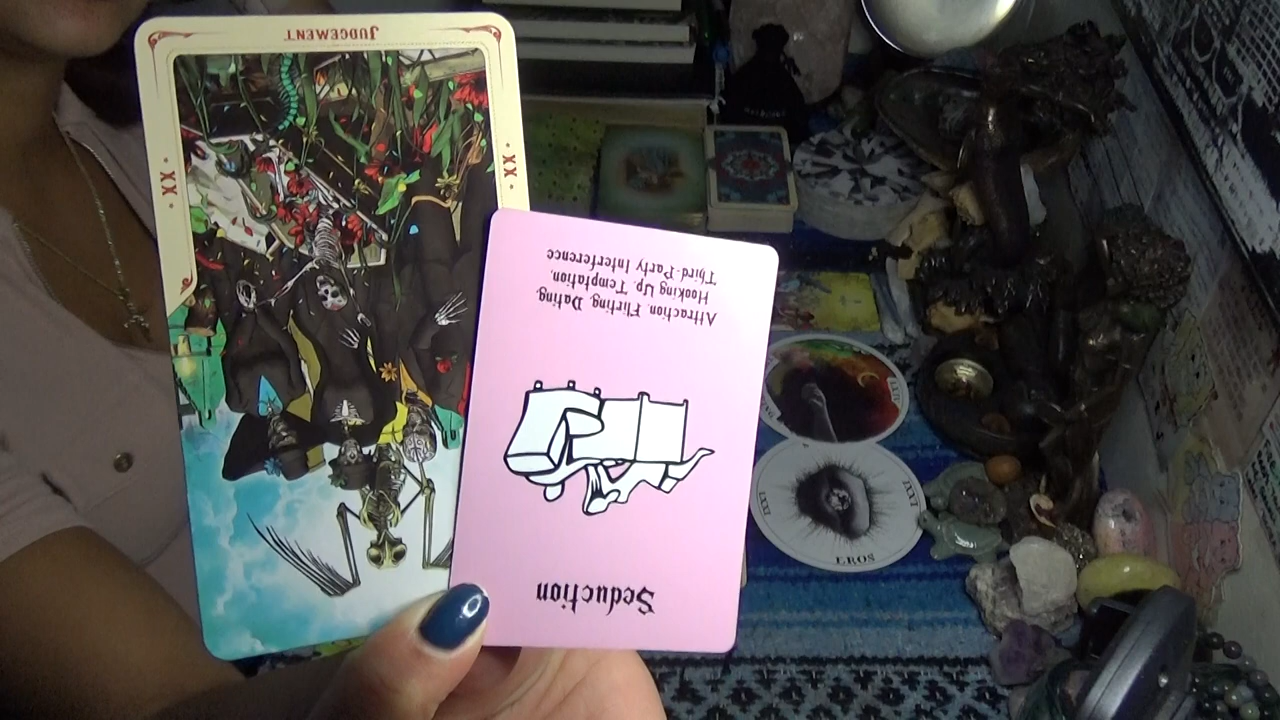 JUDGEMENT
XX
XX
Seduction
Attraction, Flirting, Dating,
Hooking Up, Temptation,
Third-Party Interference
EROS